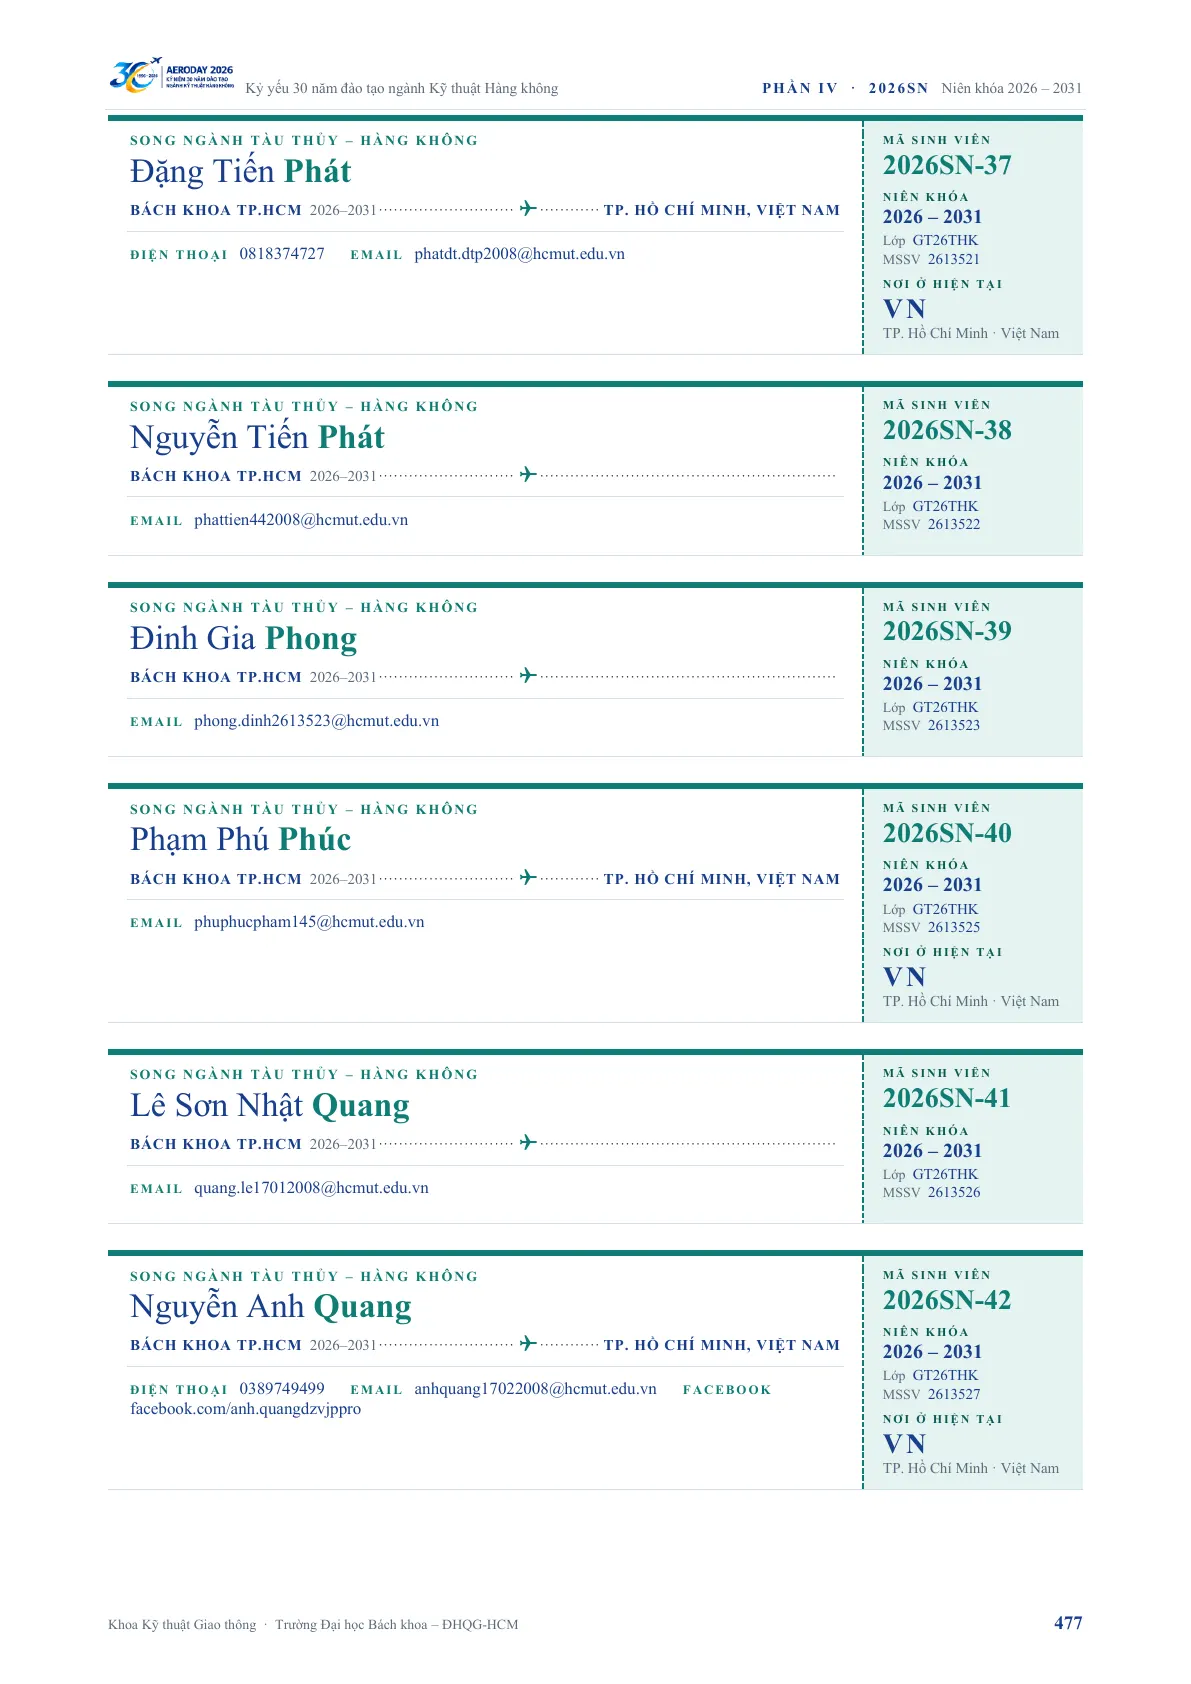 30
1996 - 2026
AERODAY 2026
KỶ NIỆM 30 NĂM ĐÀO TẠO
NGÀNH KỸ THUẬT HÀNG KHÔNG
Kỷ yếu 30 năm đào tạo ngành Kỹ thuật Hàng không
PHẦN IV · 2026SN Niên khóa 2026 – 2031
SONG NGÀNH TÀU THỦY – HÀNG KHÔNG
Đặng Tiến Phát
BÁCH KHOA TP.HCM 2026–2031 TP. HỒ CHÍ MINH, VIỆT NAM
ĐIỆN THOẠI 0818374727 EMAIL phatdt.dtp2008@hcmut.edu.vn
MÃ SINH VIÊN
2026SN-37
NIÊN KHÓA
2026 – 2031
Lớp GT26THK
MSSV 2613521
NƠI Ở HIỆN TẠI
VN
TP. Hồ Chí Minh · Việt Nam
SONG NGÀNH TÀU THỦY – HÀNG KHÔNG
Nguyễn Tiến Phát
BÁCH KHOA TP.HCM 2026–2031
EMAIL phattien442008@hcmut.edu.vn
MÃ SINH VIÊN
2026SN-38
NIÊN KHÓA
2026 – 2031
Lớp GT26THK
MSSV 2613522
SONG NGÀNH TÀU THỦY – HÀNG KHÔNG
Đinh Gia Phong
BÁCH KHOA TP.HCM 2026–2031
EMAIL phong.dinh2613523@hcmut.edu.vn
MÃ SINH VIÊN
2026SN-39
NIÊN KHÓA
2026 – 2031
Lớp GT26THK
MSSV 2613523
SONG NGÀNH TÀU THỦY – HÀNG KHÔNG
Phạm Phú Phúc
BÁCH KHOA TP.HCM 2026–2031 TP. HỒ CHÍ MINH, VIỆT NAM
EMAIL phuphucpham145@hcmut.edu.vn
MÃ SINH VIÊN
2026SN-40
NIÊN KHÓA
2026 – 2031
Lớp GT26THK
MSSV 2613525
NƠI Ở HIỆN TẠI
VN
TP. Hồ Chí Minh · Việt Nam
SONG NGÀNH TÀU THỦY – HÀNG KHÔNG
Lê Sơn Nhật Quang
BÁCH KHOA TP.HCM 2026–2031
EMAIL quang.le17012008@hcmut.edu.vn
MÃ SINH VIÊN
2026SN-41
NIÊN KHÓA
2026 – 2031
Lớp GT26THK
MSSV 2613526
SONG NGÀNH TÀU THỦY – HÀNG KHÔNG
Nguyễn Anh Quang
BÁCH KHOA TP.HCM 2026–2031 TP. HỒ CHÍ MINH, VIỆT NAM
ĐIỆN THOẠI 0389749499 EMAIL anhquang17022008@hcmut.edu.vn FACEBOOK
facebook.com/anh.quangdzvjppro
MÃ SINH VIÊN
2026SN-42
NIÊN KHÓA
2026 – 2031
Lớp GT26THK
MSSV 2613527
NƠI Ở HIỆN TẠI
VN
TP. Hồ Chí Minh · Việt Nam
Khoa Kỹ thuật Giao thông · Trường Đại học Bách khoa – ĐHQG-HCM
477